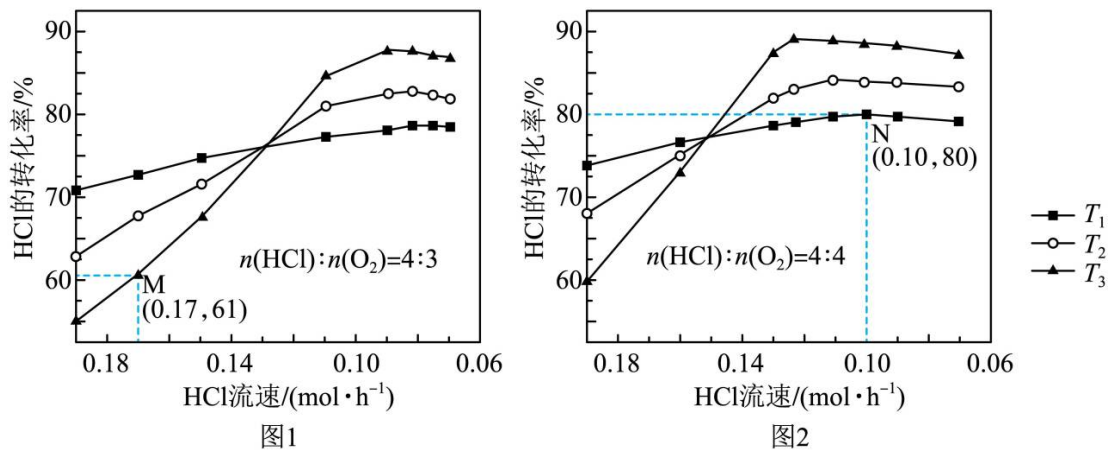 HCl的转化率/%
90
80
70
60
M
(0.17,61)
n(HCl):n(O₂)=4:3
0.18
0.14
0.10
0.06
HCl流速/(mol·h⁻¹)
图1
HCl的转化率/%
90
80
70
60
N
(0.10,80)
n(HCl):n(O₂)=4:4
0.18
0.14
0.10
0.06
HCl流速/(mol·h⁻¹)
图2
T₁
T₂
T₃